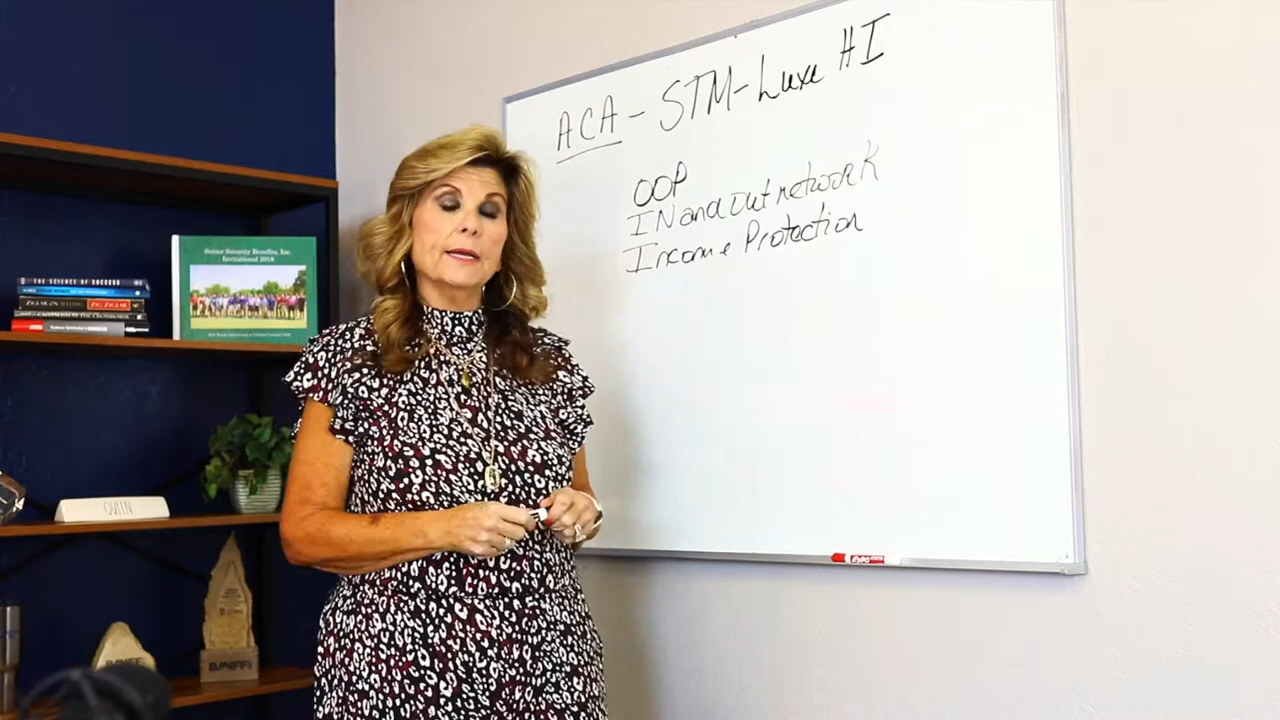 ACA - STM - Luxe HI
OOP
IN and Out network
Income Protection
Senior Security Benefits, Inc.
Invitational 2018
THE SCIENCE OF SUCCESS
ZIGLAR ON SELLING ZIG ZIGLAR
QUEEN
EXPO